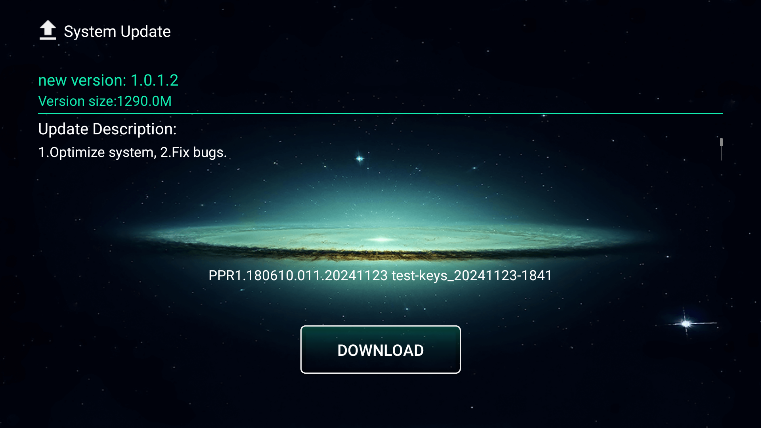 System Update
new version: 1.0.1.2
Version size:1290.0M
Update Description:
1.Optimize system, 2.Fix bugs.
PPR1.180610.011.20241123 test-keys_20241123-1841
DOWNLOAD